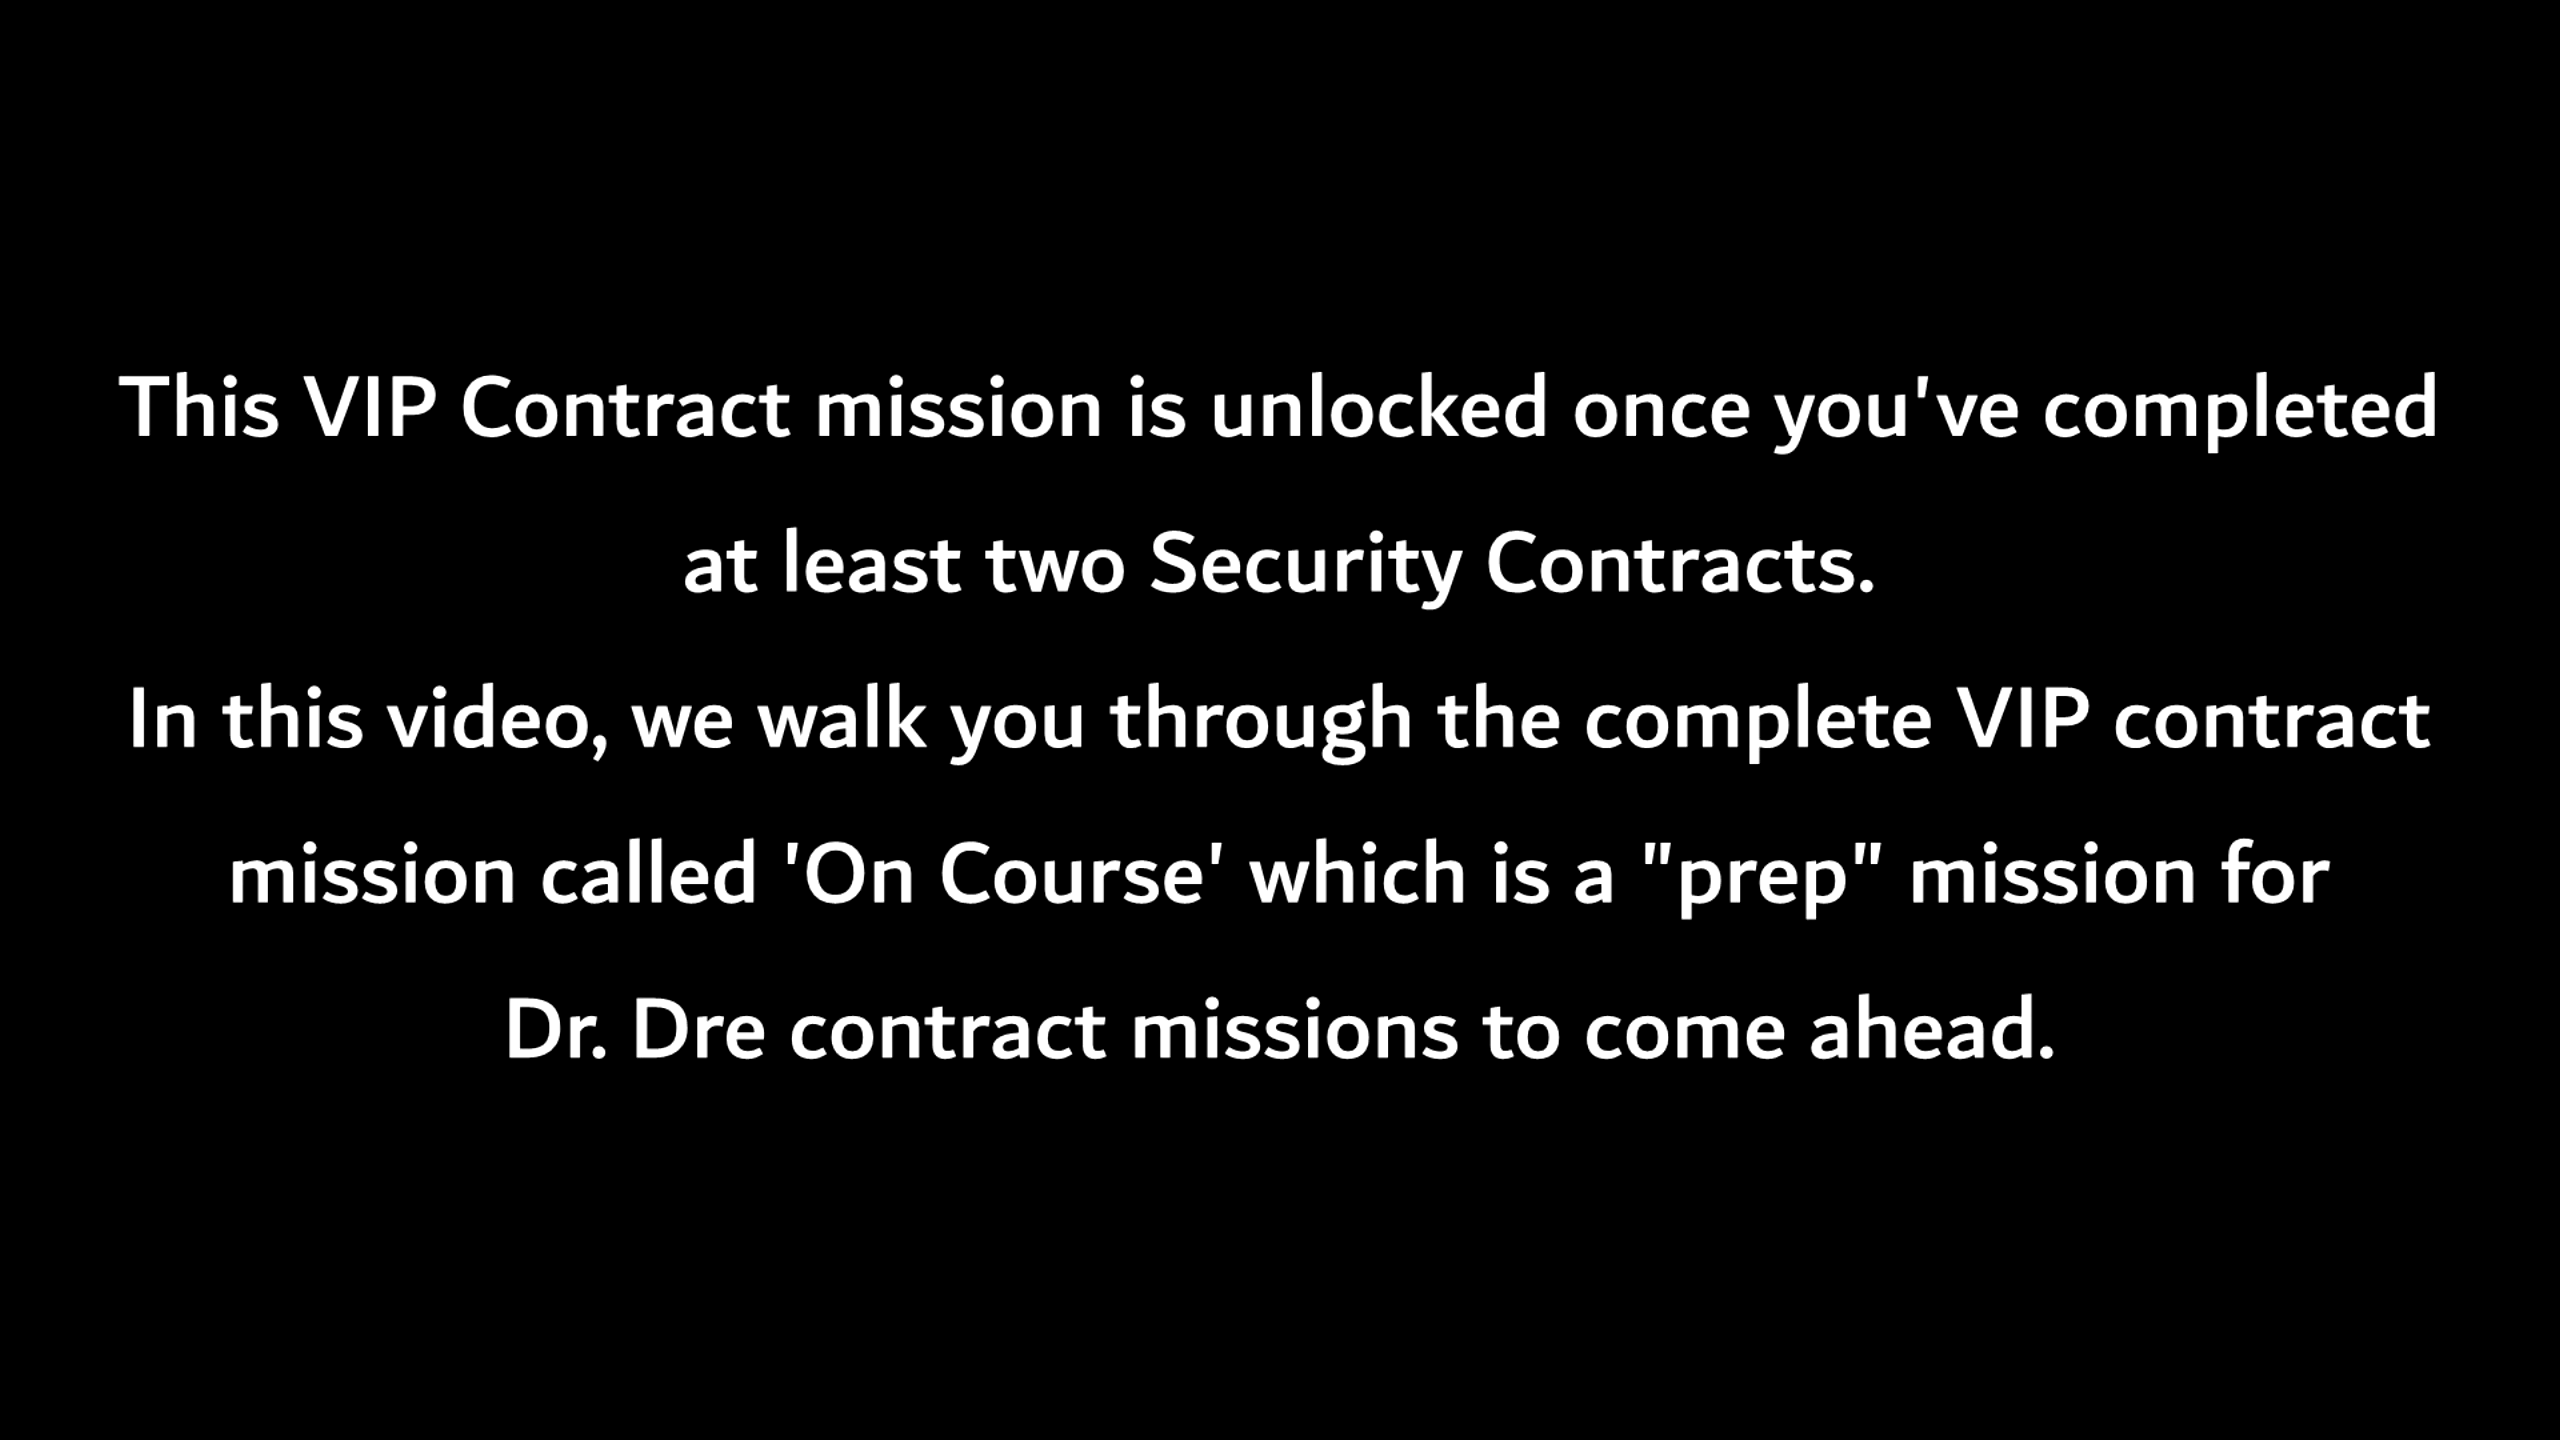 This VIP Contract mission is unlocked once you've completed
at least two Security Contracts.
In this video, we walk you through the complete VIP contract
mission called 'On Course' which is a "prep" mission for
Dr. Dre contract missions to come ahead.